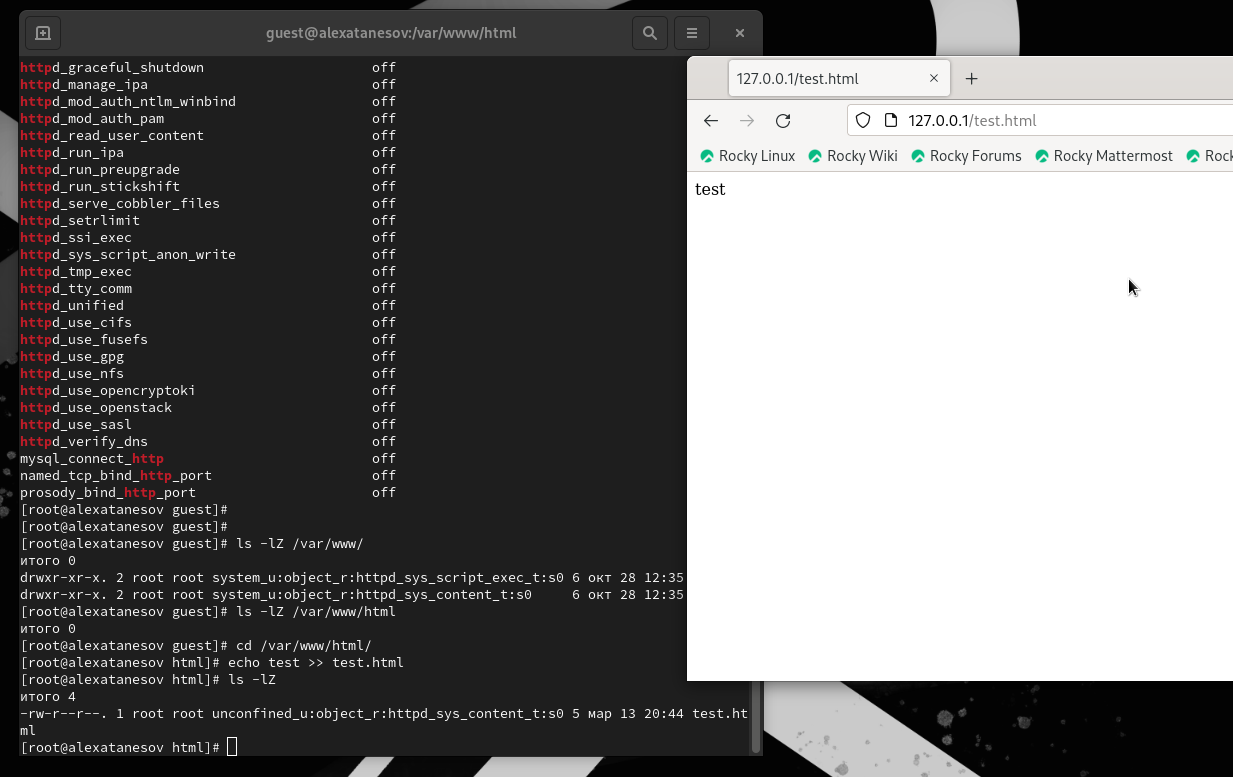 guest@alexatanesov:/var/www/html
httpd_graceful_shutdown off
httpd_manage_ipa off
httpd_mod_auth_ntlm_winbind off
httpd_mod_auth_pam off
httpd_read_user_content off
httpd_run_ipa off
httpd_run_preupgrade off
httpd_run_stickshift off
httpd_serve_cobbler_files off
httpd_setrlimit off
httpd_ssi_exec off
httpd_sys_script_anon_write off
httpd_tmp_exec off
httpd_tty_comm off
httpd_unified off
httpd_use_cifs off
httpd_use_fusefs off
httpd_use_gpg off
httpd_use_nfs off
httpd_use_opencryptoki off
httpd_use_openstack off
httpd_use_sasl off
httpd_verify_dns off
mysql_connect_http off
named_tcp_bind_http_port off
prosody_bind_http_port off
[root@alexatanesov guest]#
[root@alexatanesov guest]#
[root@alexatanesov guest]# ls -lZ /var/www/
итого 0
drwxr-xr-x. 2 root root system_u:object_r:httpd_sys_script_exec_t:s0 6 окт 28 12:35
drwxr-xr-x. 2 root root system_u:object_r:httpd_sys_content_t:s0 6 окт 28 12:35
[root@alexatanesov guest]# ls -lZ /var/www/html
итого 0
[root@alexatanesov guest]# cd /var/www/html/
[root@alexatanesov html]# echo test >> test.html
[root@alexatanesov html]# ls -lZ
итого 4
-rw-r--r--. 1 root root unconfined_u:object_r:httpd_sys_content_t:s0 5 мар 13 20:44 test.ht
ml
[root@alexatanesov html]#
127.0.0.1/test.html
127.0.0.1/test.html
Rocky Linux Rocky Wiki Rocky Forums Rocky Mattermost Rock
test